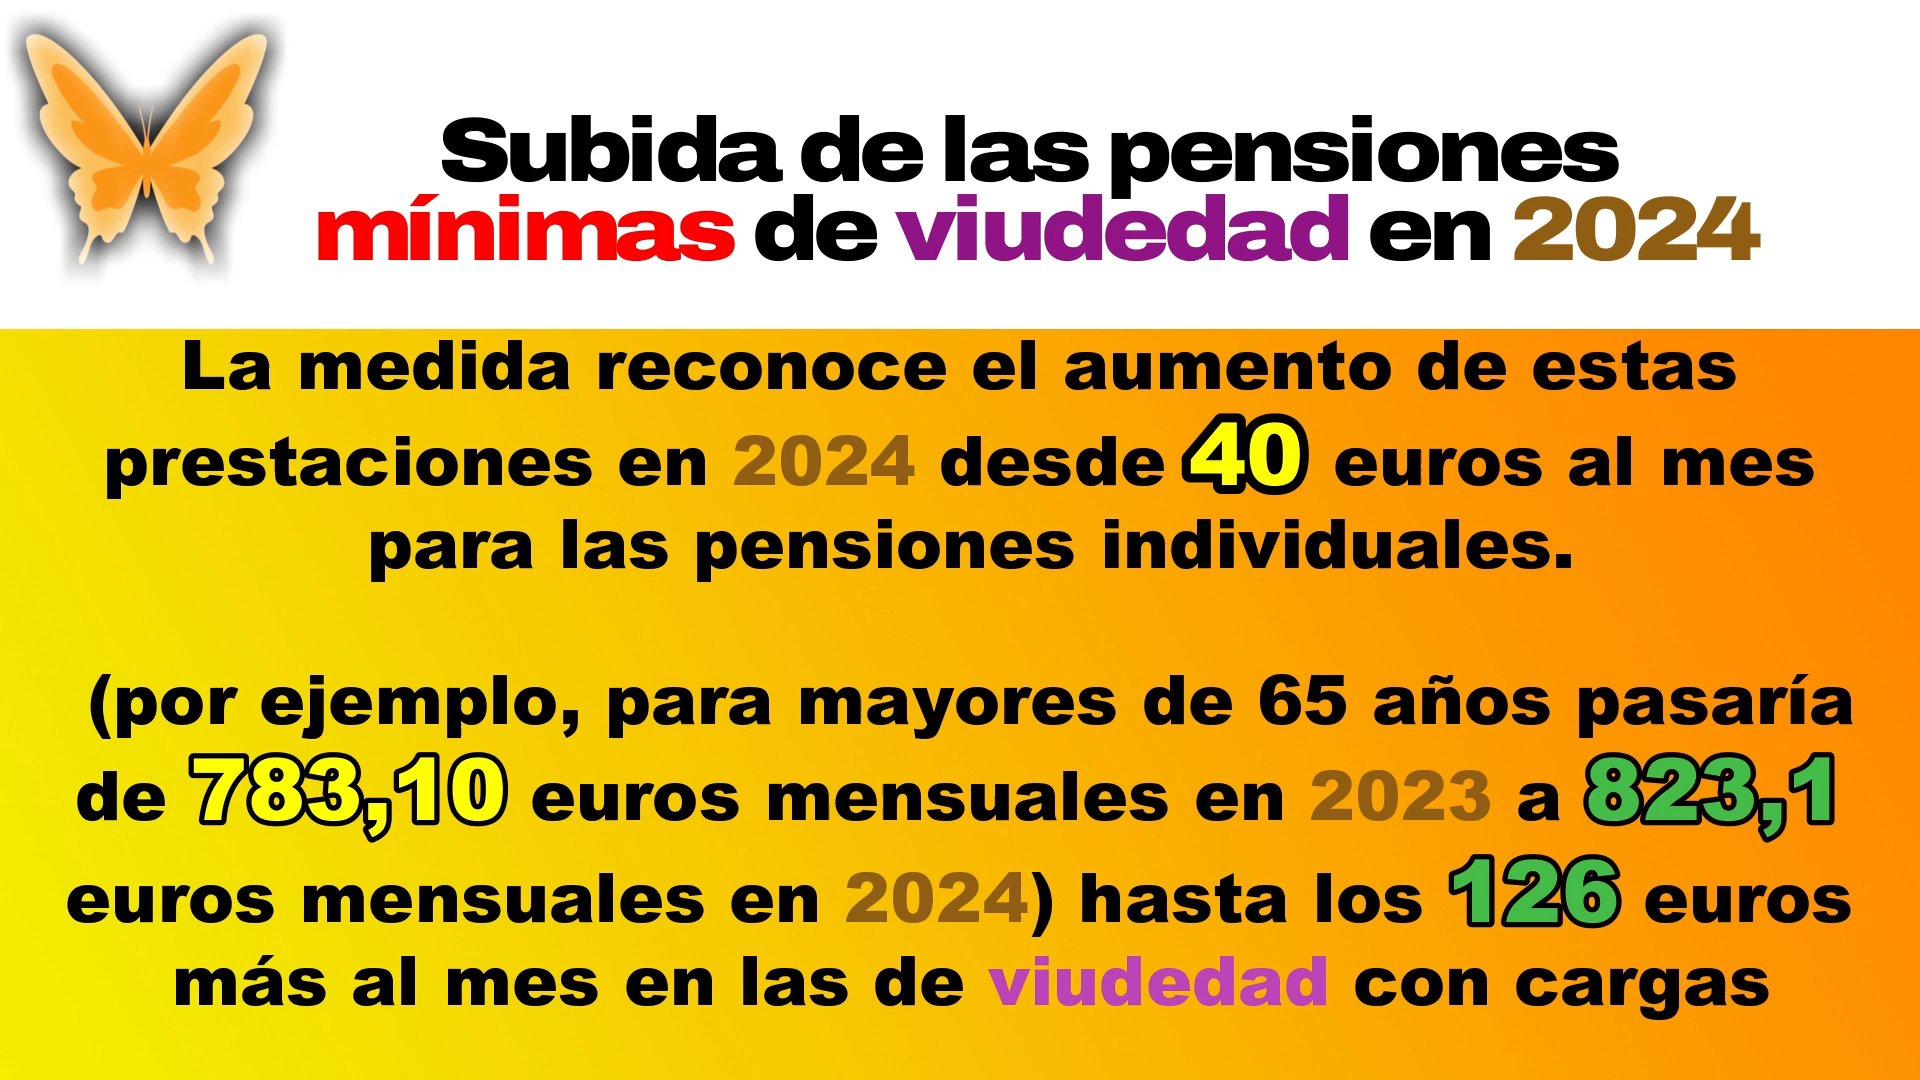 Subida de las pensiones
mínimas de viudedad en 2024
La medida reconoce el aumento de estas
prestaciones en 2024 desde 40 euros al mes
para las pensiones individuales.
(por ejemplo, para mayores de 65 años pasaría
de 783,10 euros mensuales en 2023 a 823,1
euros mensuales en 2024) hasta los 126 euros
más al mes en las de viudedad con cargas